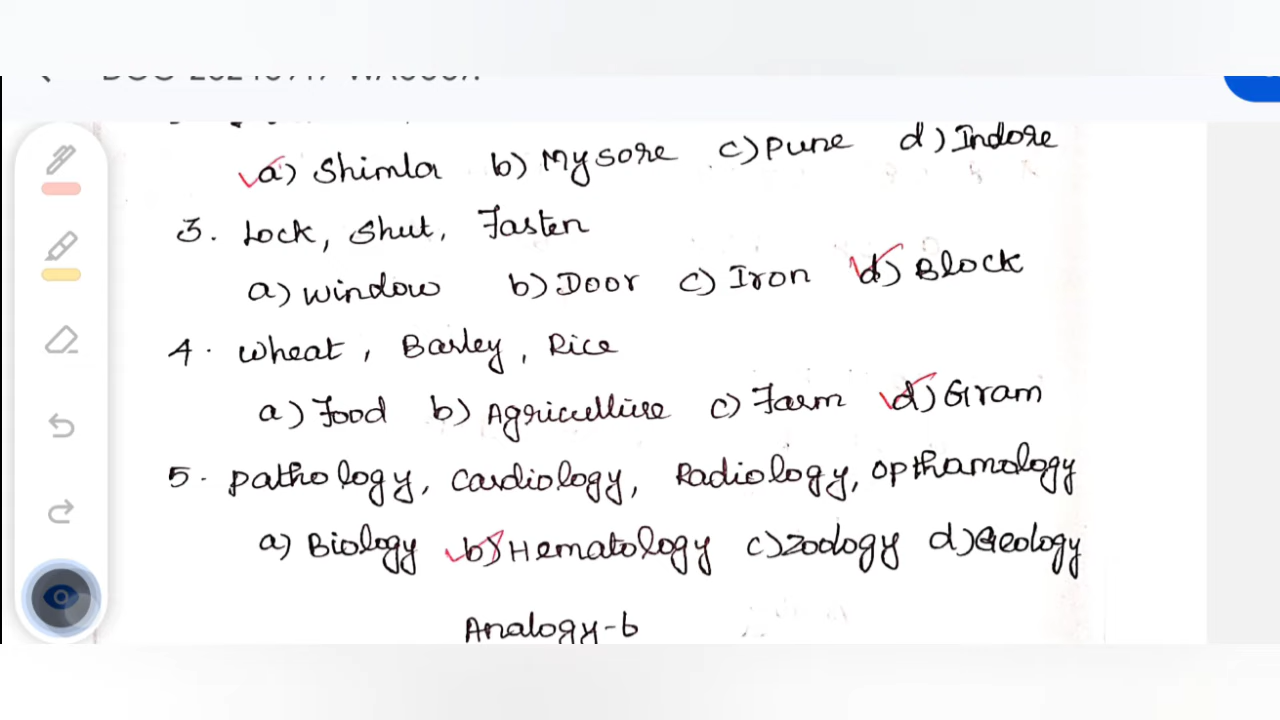 a) Shimla b) Mysore c) Pune d) Indore
3. Lock, Shut, Fasten
a) Window b) Door c) Iron d) Block
4. Wheat, Barley, Rice
a) Food b) Agriculture c) Farm d) Gram
5. Pathology, Cardiology, Radiology, Opthamology
a) Biology b) Hematology c) Zoology d) Geology
Analogy-b